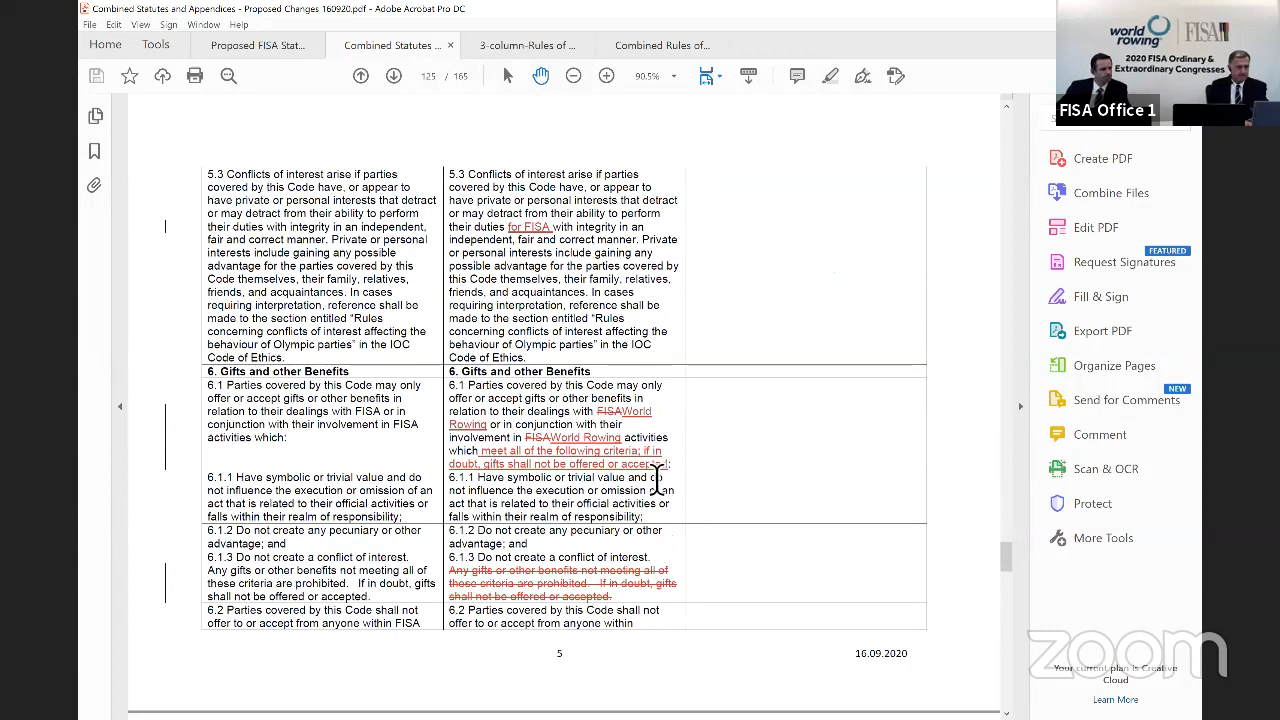 Combined Statutes and Appendices - Proposed Changes 160920.pdf - Adobe Acrobat Pro DC
File Edit View Sign Window Help
Home Tools Proposed FISA Stat... Combined Statutes ... × 3-column-Rules of ... Combined Rules of...
125 / 165 90.5%
world rowing FISA
2020 FISA Ordinary &
Extraordinary Congresses
FISA Office 1
5.3 Conflicts of interest arise if parties
covered by this Code have, or appear to
have private or personal interests that detract
or may detract from their ability to perform
their duties with integrity in an independent,
fair and correct manner. Private or personal
interests include gaining any possible
advantage for the parties covered by this
Code themselves, their family, relatives,
friends, and acquaintances. In cases
requiring interpretation, reference shall be
made to the section entitled “Rules
concerning conflicts of interest affecting the
behaviour of Olympic parties” in the IOC
Code of Ethics.
5.3 Conflicts of interest arise if parties
covered by this Code have, or appear to
have private or personal interests that detract
or may detract from their ability to perform
their duties for FISA with integrity in an
independent, fair and correct manner. Private
or personal interests include gaining any
possible advantage for the parties covered by
this Code themselves, their family, relatives,
friends, and acquaintances. In cases
requiring interpretation, reference shall be
made to the section entitled “Rules
concerning conflicts of interest affecting the
behaviour of Olympic parties” in the IOC
Code of Ethics.
6. Gifts and other Benefits
6. Gifts and other Benefits
6.1 Parties covered by this Code may only
offer or accept gifts or other benefits in
relation to their dealings with FISA or in
conjunction with their involvement in FISA
activities which:
6.1 Parties covered by this Code may only
offer or accept gifts or other benefits in
relation to their dealings with FISAWorld
Rowing or in conjunction with their
involvement in FISAWorld Rowing activities
which meet all of the following criteria; if in
doubt, gifts shall not be offered or accepted:
6.1.1 Have symbolic or trivial value and do
not influence the execution or omission of an
act that is related to their official activities or
falls within their realm of responsibility;
6.1.1 Have symbolic or trivial value and do
not influence the execution or omission of an
act that is related to their official activities or
falls within their realm of responsibility;
6.1.2 Do not create any pecuniary or other
advantage; and
6.1.3 Do not create a conflict of interest.
Any gifts or other benefits not meeting all of
these criteria are prohibited. If in doubt, gifts
shall not be offered or accepted.
6.1.2 Do not create any pecuniary or other
advantage; and
6.1.3 Do not create a conflict of interest.
Any gifts or other benefits not meeting all of
these criteria are prohibited. If in doubt, gifts
shall not be offered or accepted.
6.2 Parties covered by this Code shall not
offer to or accept from anyone within FISA
6.2 Parties covered by this Code shall not
offer to or accept from anyone within
5 16.09.2020
Create PDF
Combine Files
Edit PDF
FEATURED
Request Signatures
Fill & Sign
Export PDF
Organize Pages
NEW
Send for Comments
Comment
Scan & OCR
Protect
More Tools
zoom
Your current plan is Creative
Cloud
Learn More